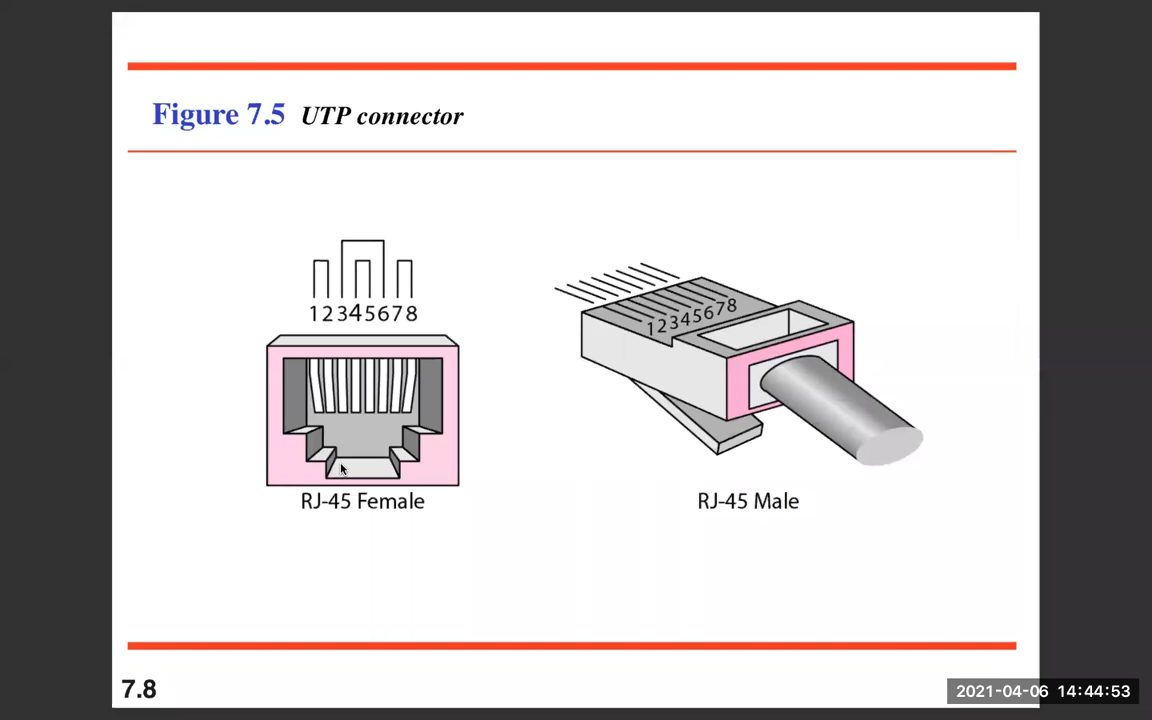 Figure 7.5 UTP connector
12345678
12345678
RJ-45 Female
RJ-45 Male
7.8
2021-04-06 14:44:53